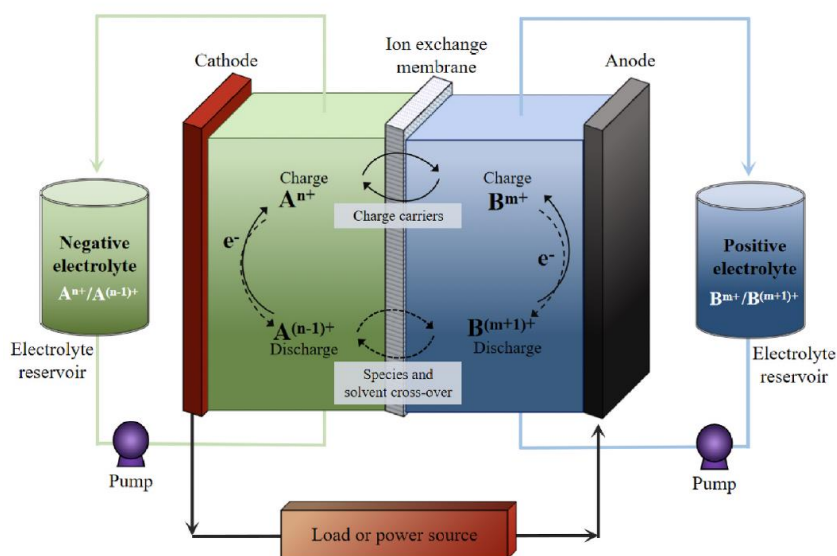 Cathode
Ion exchange
membrane
Anode
Charge
Aⁿ⁺
Charge
Bᵐ⁺
Charge carriers
e⁻
e⁻
Negative
electrolyte
Aⁿ⁺/A⁽ⁿ⁻¹⁾⁺
Positive
electrolyte
Bᵐ⁺/B⁽ᵐ⁺¹⁾⁺
A⁽ⁿ⁻¹⁾⁺
Discharge
B⁽ᵐ⁺¹⁾⁺
Discharge
Species and
solvent cross-over
Electrolyte
reservoir
Electrolyte
reservoir
Pump
Pump
Load or power source